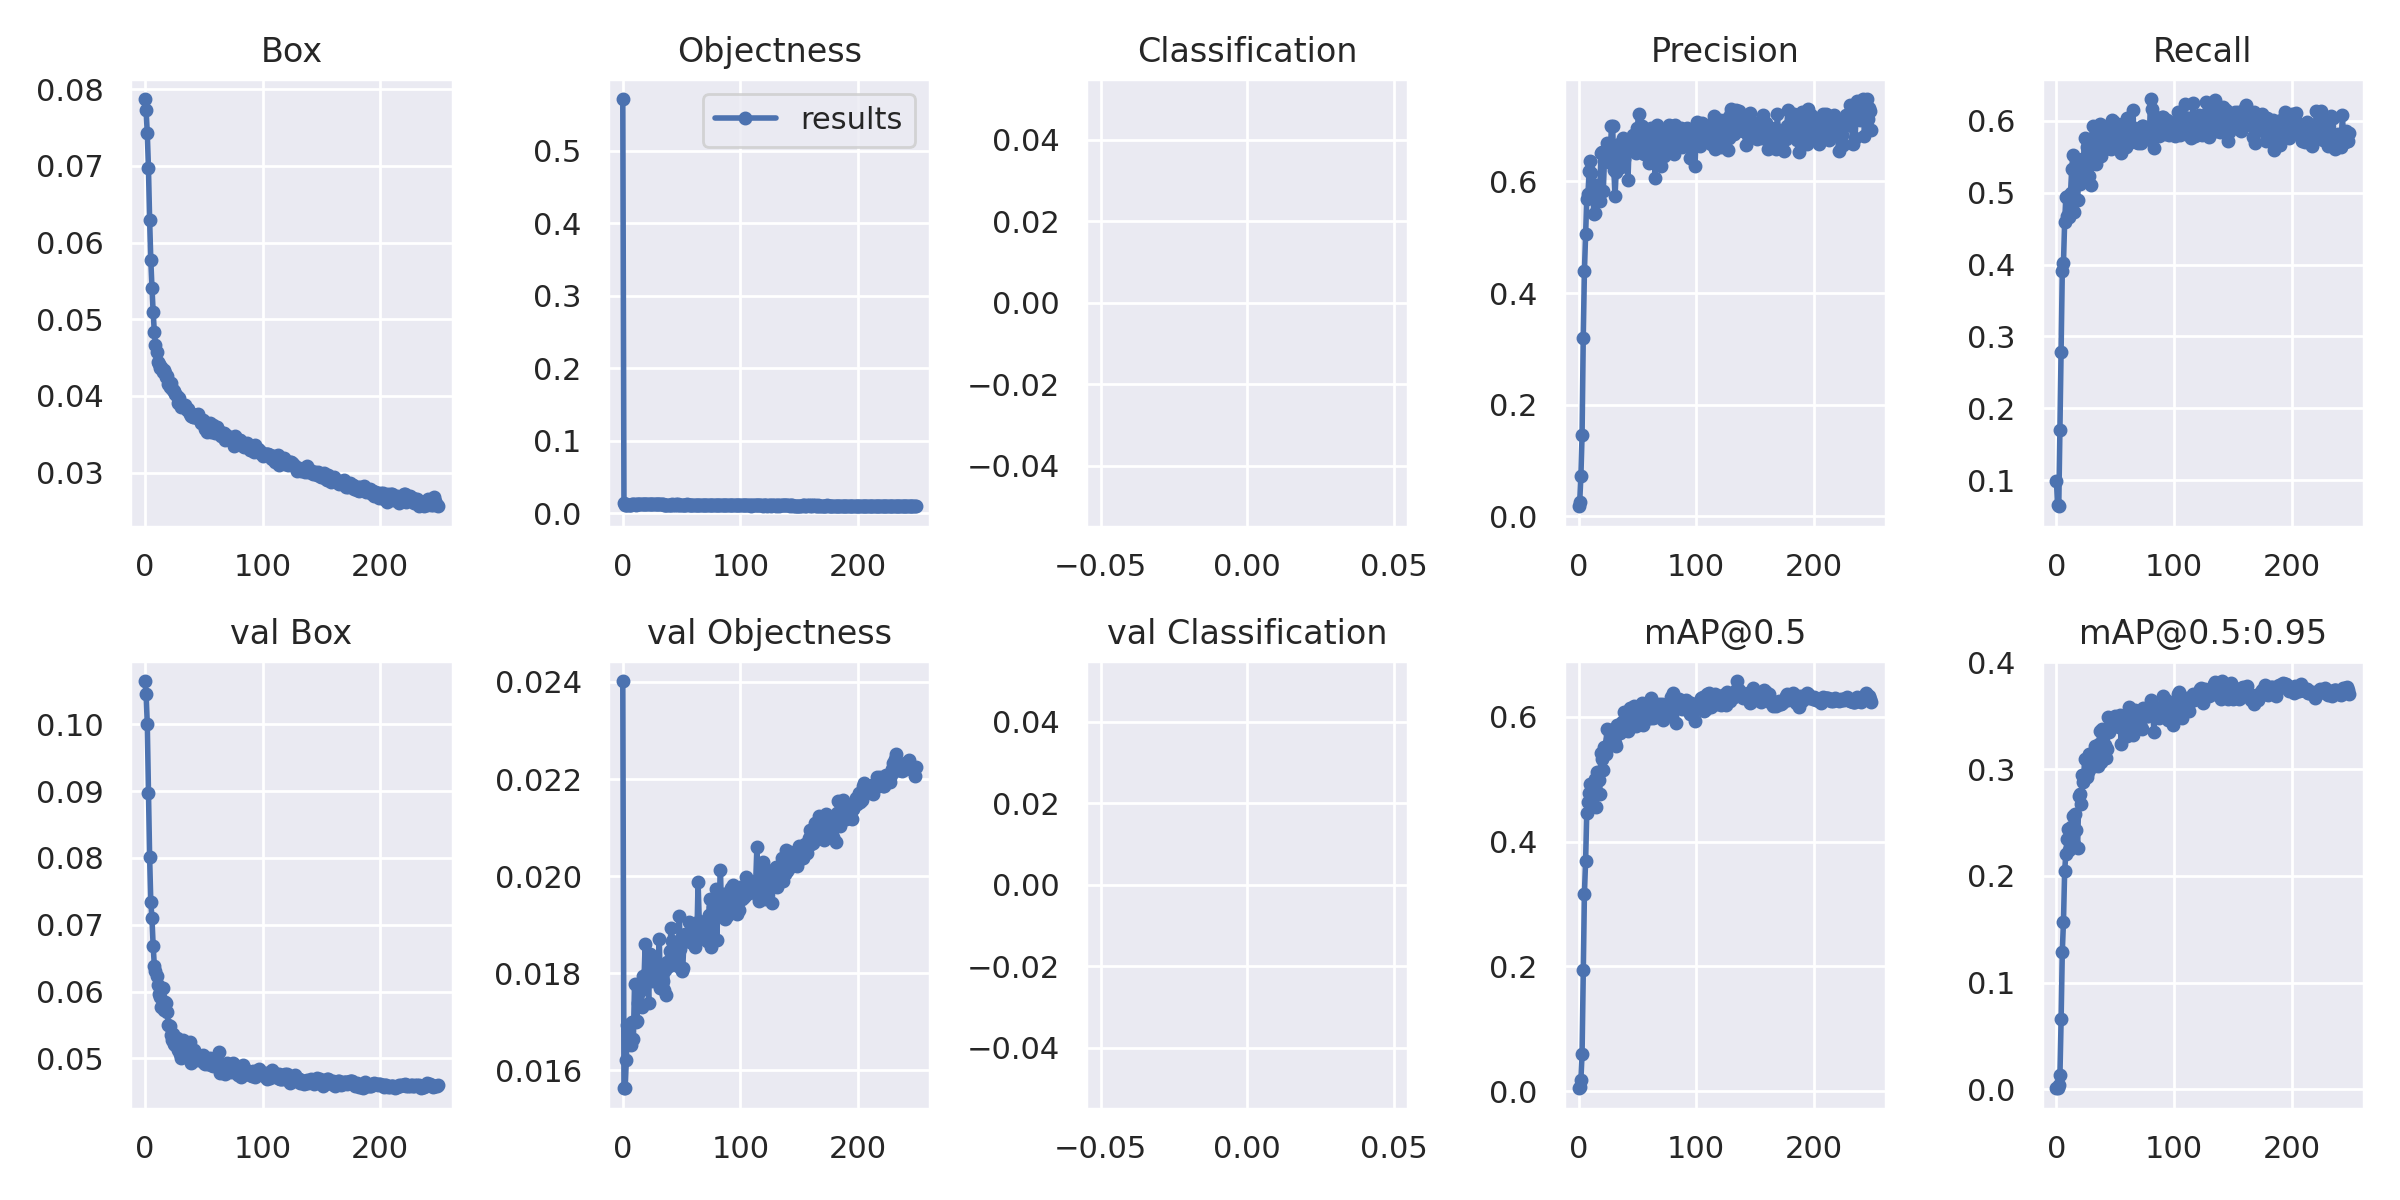 Box
Objectness
Classification
Precision
Recall
0.08
0.07
0.06
0.05
0.04
0.03
0 100 200
results
0.5
0.4
0.3
0.2
0.1
0.0
0 100 200
0.04
0.02
0.00
−0.02
−0.04
−0.05 0.00 0.05
0.6
0.4
0.2
0.0
0 100 200
0.6
0.5
0.4
0.3
0.2
0.1
0 100 200
val Box
val Objectness
val Classification
mAP@0.5
mAP@0.5:0.95
0.10
0.09
0.08
0.07
0.06
0.05
0 100 200
0.024
0.022
0.020
0.018
0.016
0 100 200
0.04
0.02
0.00
−0.02
−0.04
−0.05 0.00 0.05
0.6
0.4
0.2
0.0
0 100 200
0.4
0.3
0.2
0.1
0.0
0 100 200